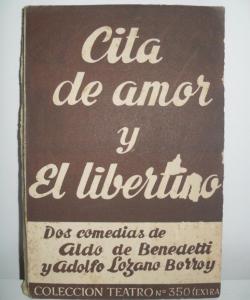 Cita
de amor
y
El libertino
Dos comedias de
Aldo de Benedetti
y Adolfo Lozano Borroy
COLECCION TEATRO Nº 350 (EXTRA